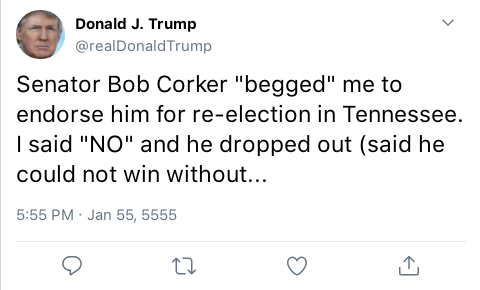 Donald J. Trump
@realDonaldTrump
Senator Bob Corker "begged" me to
endorse him for re-election in Tennessee.
I said "NO" and he dropped out (said he
could not win without...
5:55 PM · Jan 55, 5555